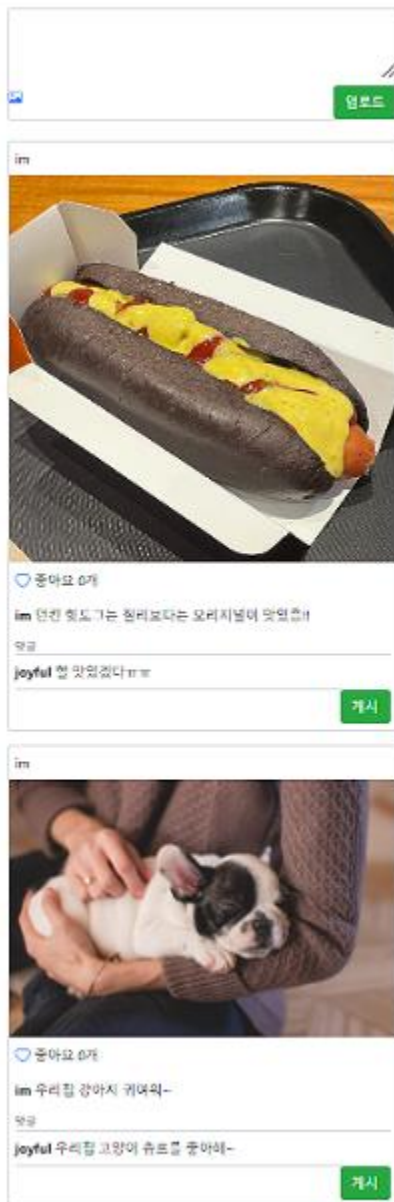 업로드
im
좋아요 0개
im 던킨 핫도그는 칠리보다는 오리지널이 맛있음!!
댓글
joyful 헐 맛있겠다ㅠㅠ
게시
im
좋아요 0개
im 우리집 강아지 귀여워~
댓글
joyful 우리집 고양이 츄르를 좋아해~
게시